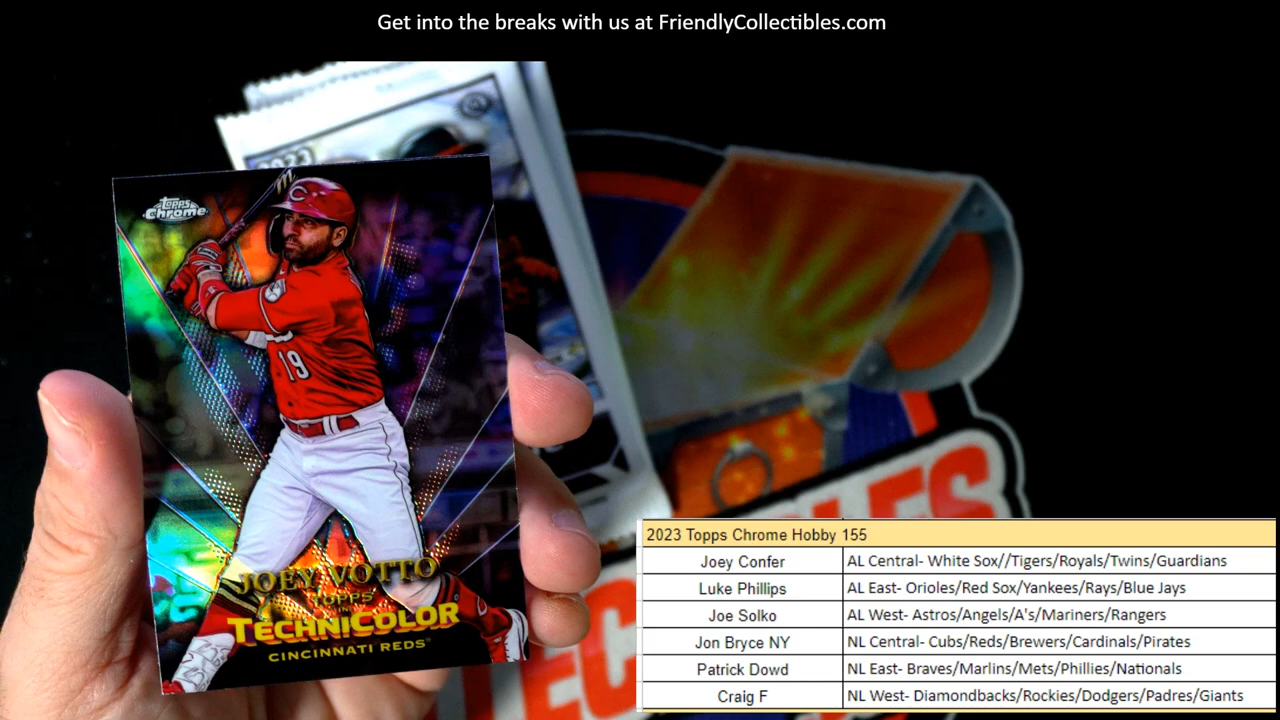 Get into the breaks with us at FriendlyCollectibles.com
2023
Topps
Chrome
C
19
JOEY VOTTO
TOPPS
IN
TECHNICOLOR
CINCINNATI REDS
2023 Topps Chrome Hobby 155
Joey Confer AL Central- White Sox//Tigers/Royals/Twins/Guardians
Luke Phillips AL East- Orioles/Red Sox/Yankees/Rays/Blue Jays
Joe Solko AL West- Astros/Angels/A's/Mariners/Rangers
Jon Bryce NY NL Central- Cubs/Reds/Brewers/Cardinals/Pirates
Patrick Dowd NL East- Braves/Marlins/Mets/Phillies/Nationals
Craig F NL West- Diamondbacks/Rockies/Dodgers/Padres/Giants